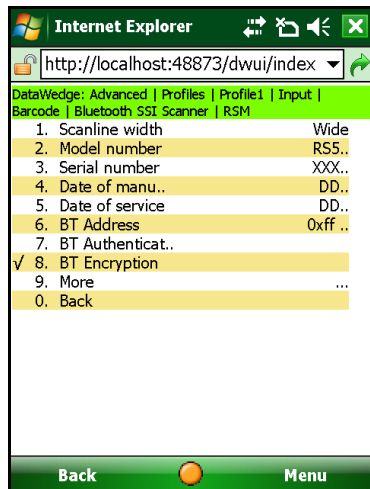 Internet Explorer
http://localhost:48873/dwui/index
DataWedge: Advanced | Profiles | Profile1 | Input |
Barcode | Bluetooth SSI Scanner | RSM
1. Scanline width Wide
2. Model number RS5..
3. Serial number XXX..
4. Date of manu.. DD..
5. Date of service DD..
6. BT Address 0xff ..
7. BT Authenticat..
√ 8. BT Encryption
9. More ...
0. Back
Back Menu